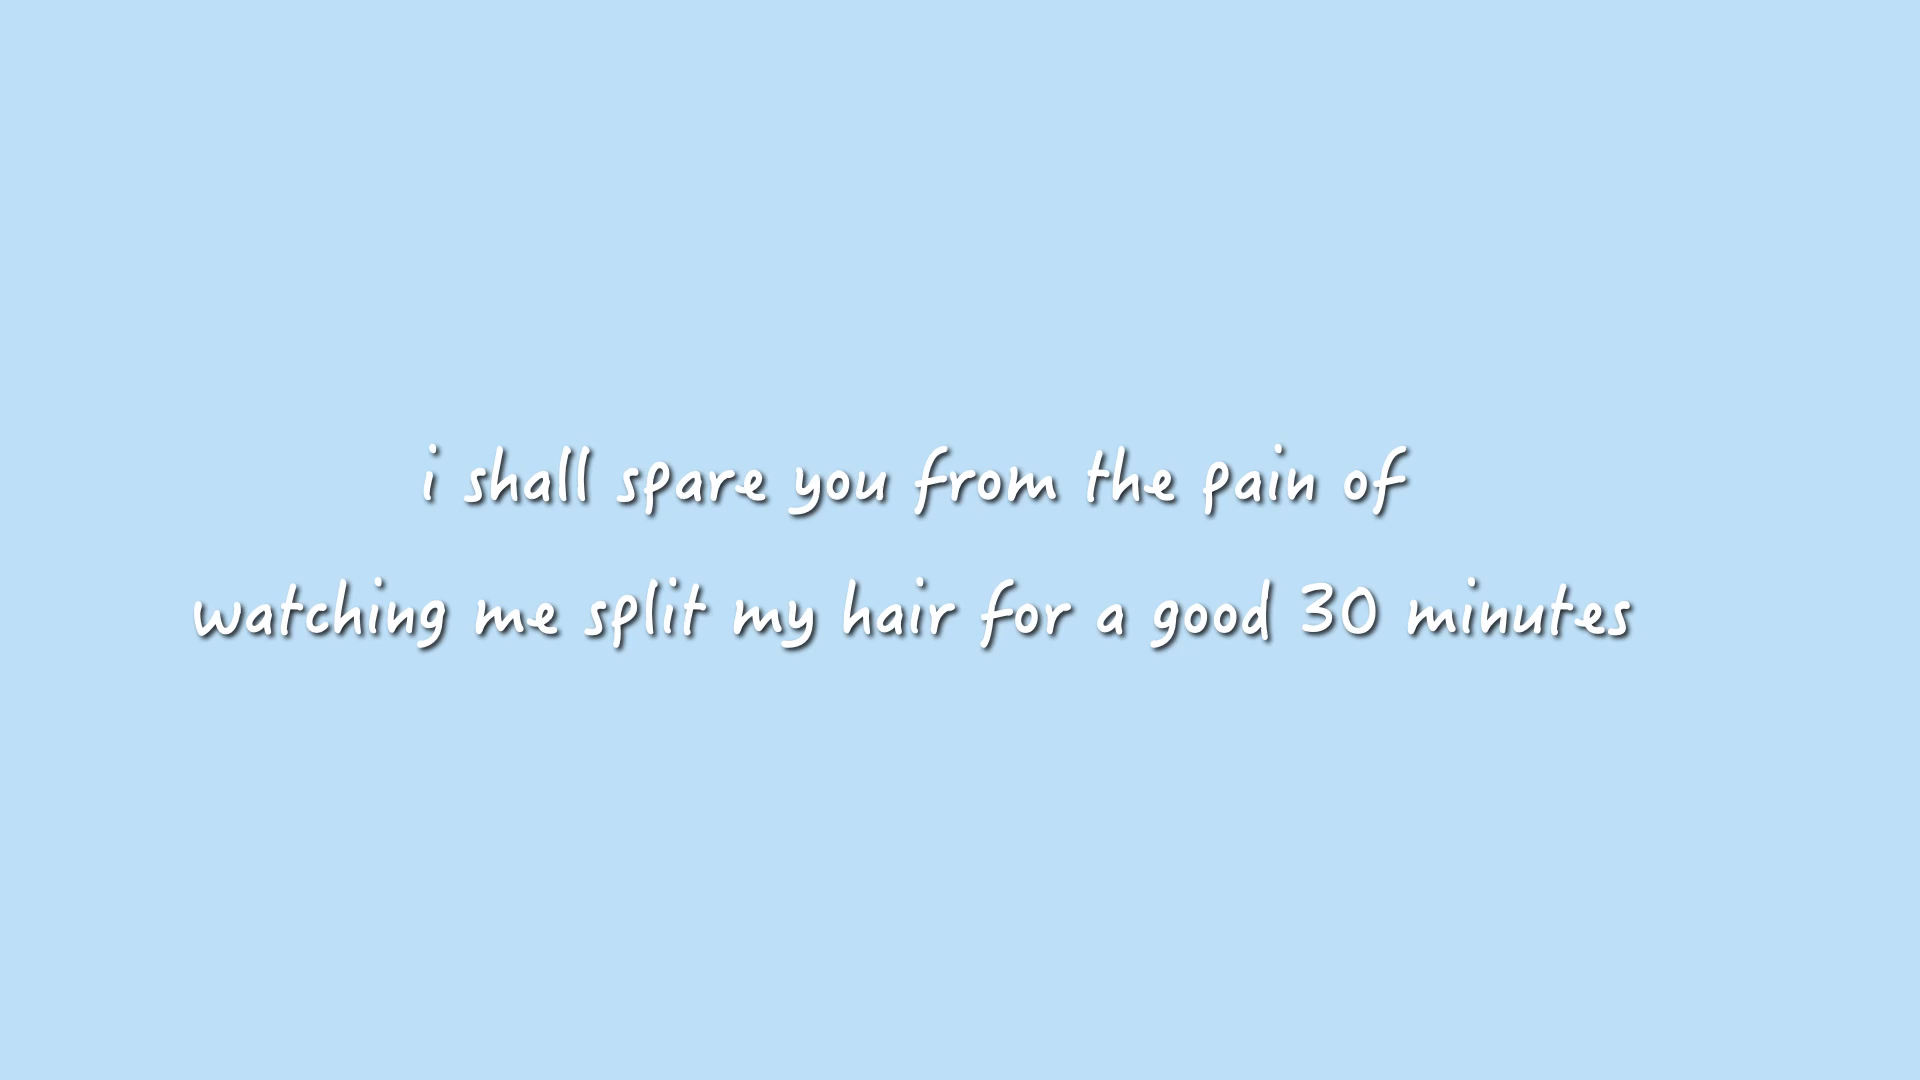 i shall spare you from the pain of
watching me split my hair for a good 30 minutes